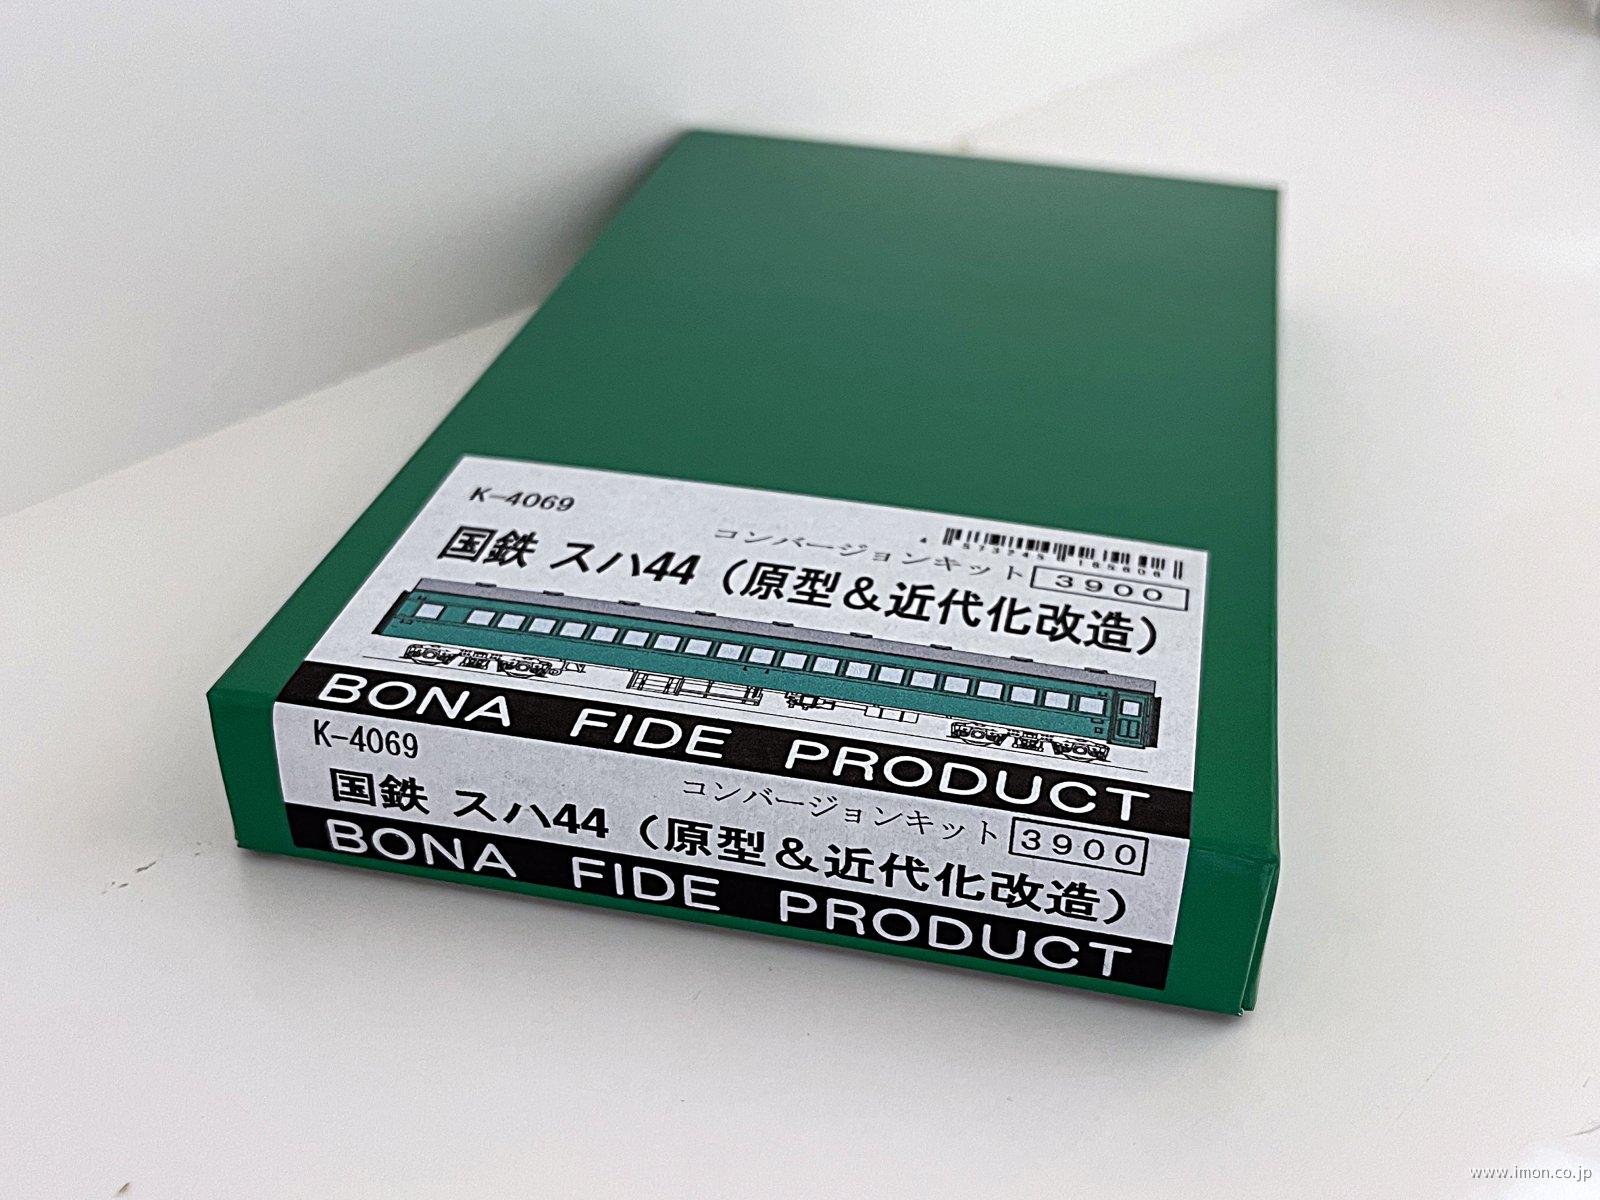 K-4069
コンバージョンキット 3900
4 573245 185606
国鉄 スハ44（原型＆近代化改造）
BONA FIDE PRODUCT
K-4069
コンバージョンキット 3900
国鉄 スハ44（原型＆近代化改造）
BONA FIDE PRODUCT
www.imon.co.jp